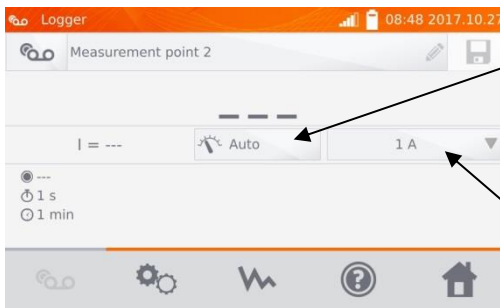 Logger 08:48 2017.10.27
Measurement point 2
---
I = --- Auto 1 A
---
1 s
1 min
?